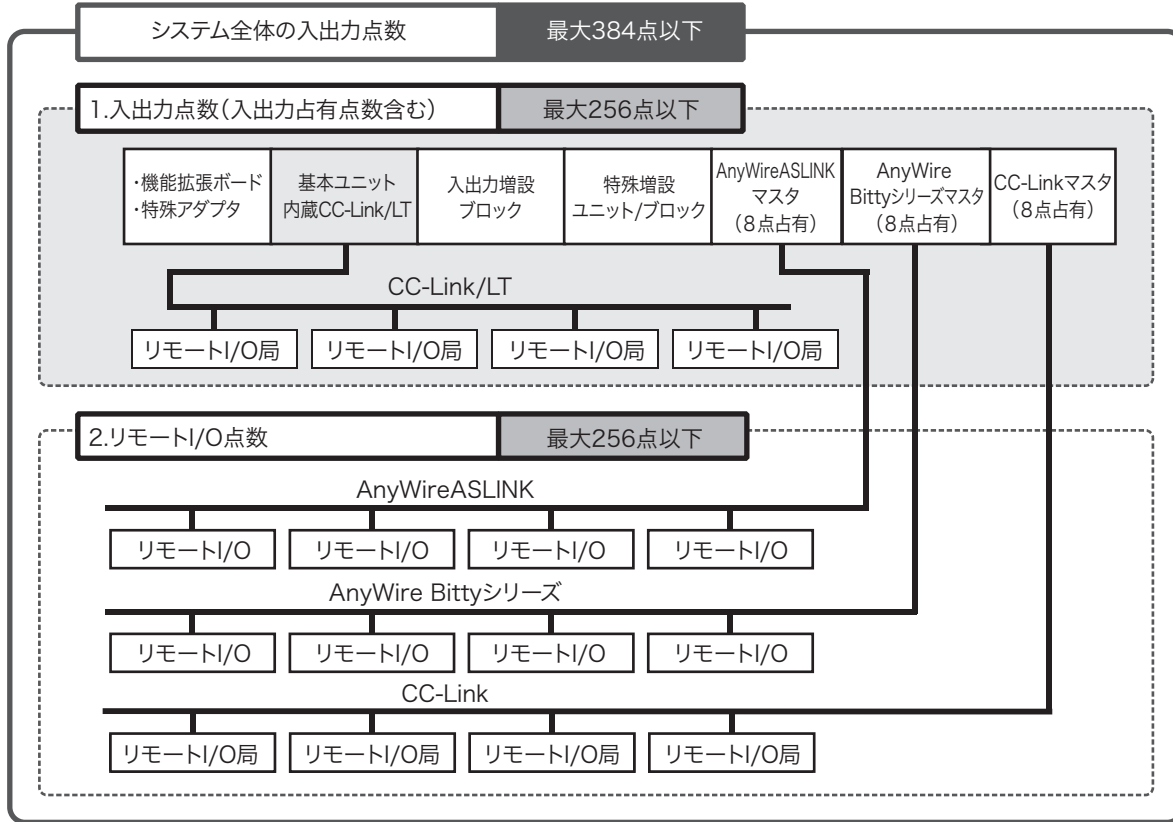 システム全体の入出力点数
最大384点以下
1.入出力点数(入出力占有点数含む)
最大256点以下
・機能拡張ボード
・特殊アダプタ
基本ユニット
内蔵CC-Link/LT
入出力増設
ブロック
特殊増設
ユニット/ブロック
AnyWireASLINK
マスタ
(8点占有)
AnyWire
Bittyシリーズマスタ
(8点占有)
CC-Linkマスタ
(8点占有)
CC-Link/LT
リモートI/O局
リモートI/O局
リモートI/O局
リモートI/O局
2.リモートI/O点数
最大256点以下
AnyWireASLINK
リモートI/O
リモートI/O
リモートI/O
リモートI/O
AnyWire Bittyシリーズ
リモートI/O
リモートI/O
リモートI/O
リモートI/O
CC-Link
リモートI/O局
リモートI/O局
リモートI/O局
リモートI/O局